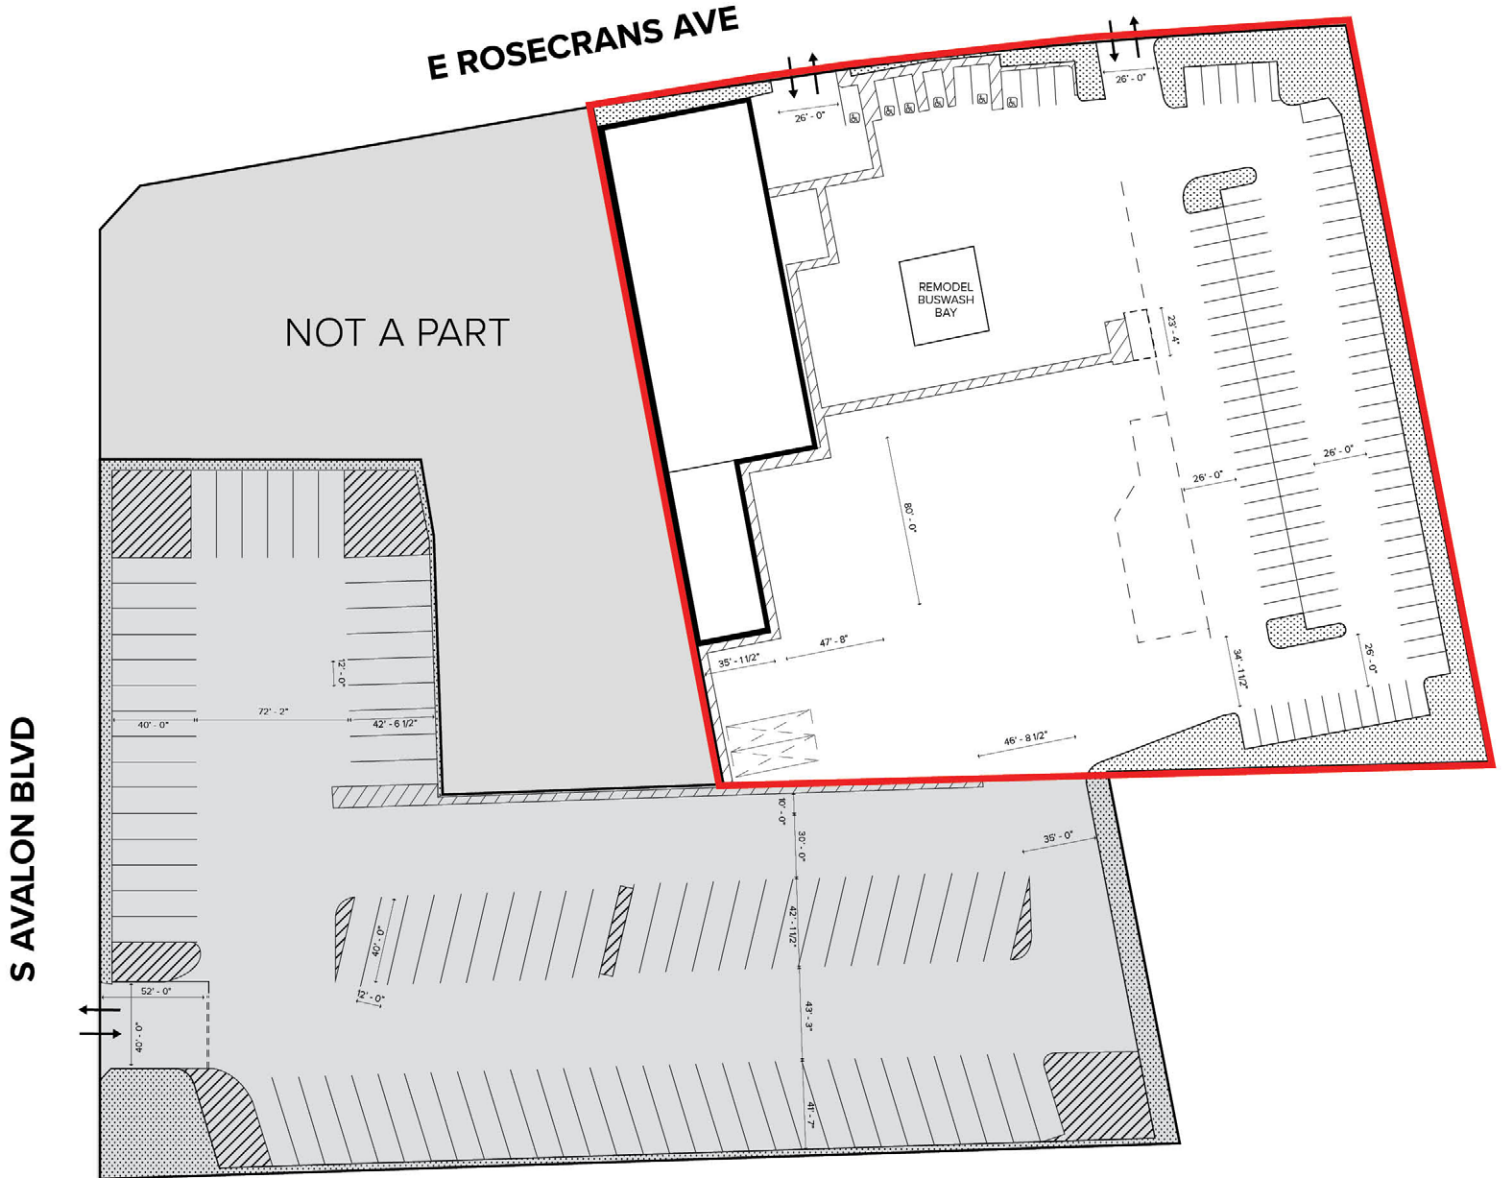 E ROSECRANS AVE
26' - 0"
26' - 0"
NOT A PART
REMODEL
BUSWASH
BAY
23' - 4"
26' - 0"
26' - 0"
80' - 0"
47' - 8"
35' - 1 1/2"
34' - 1 1/2"
26' - 0"
46' - 8 1/2"
12' - 0"
40' - 0"
72' - 2"
42' - 6 1/2"
S AVALON BLVD
10' - 0"
30' - 0"
35' - 0"
42' - 1 1/2"
40' - 0"
12' - 0"
52' - 0"
40' - 0"
43' - 3"
41' - 7"